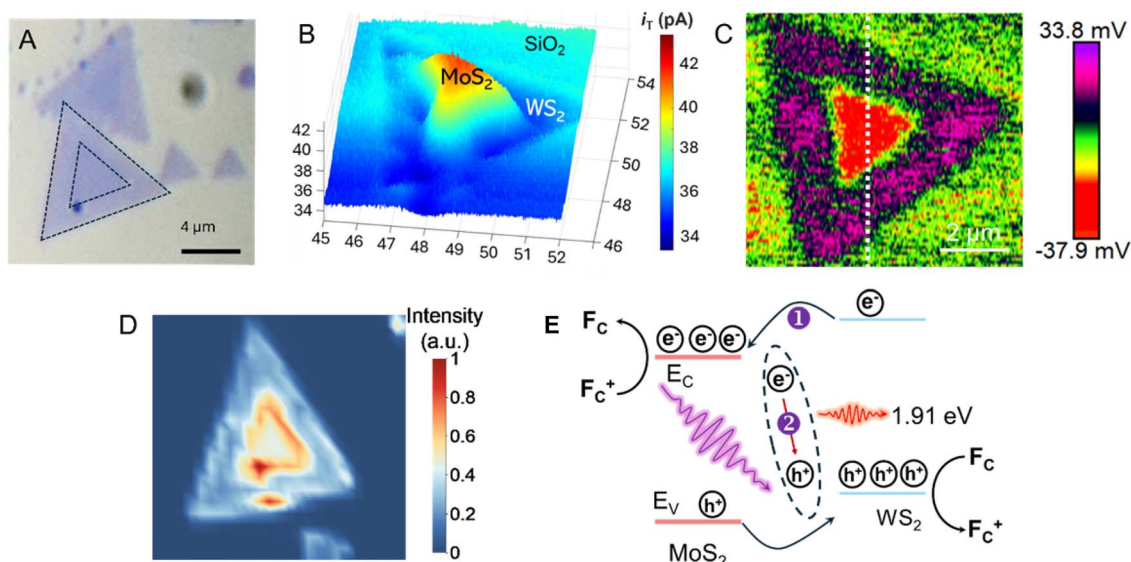 A
4 µm
B
iT (pA)
SiO2
MoS2
WS2
42
40
38
36
34
45 46 47 48 49 50 51 52
46
48
50
52
54
42
40
38
36
34
C
33.8 mV
-37.9 mV
2 µm
D
Intensity
(a.u.)
1
0.8
0.6
0.4
0.2
0
E
FC
FC+
e- e- e-
EC
1
e-
e-
2
h+
1.91 eV
h+ h+ h+
WS2
FC
FC+
EV h+
MoS2